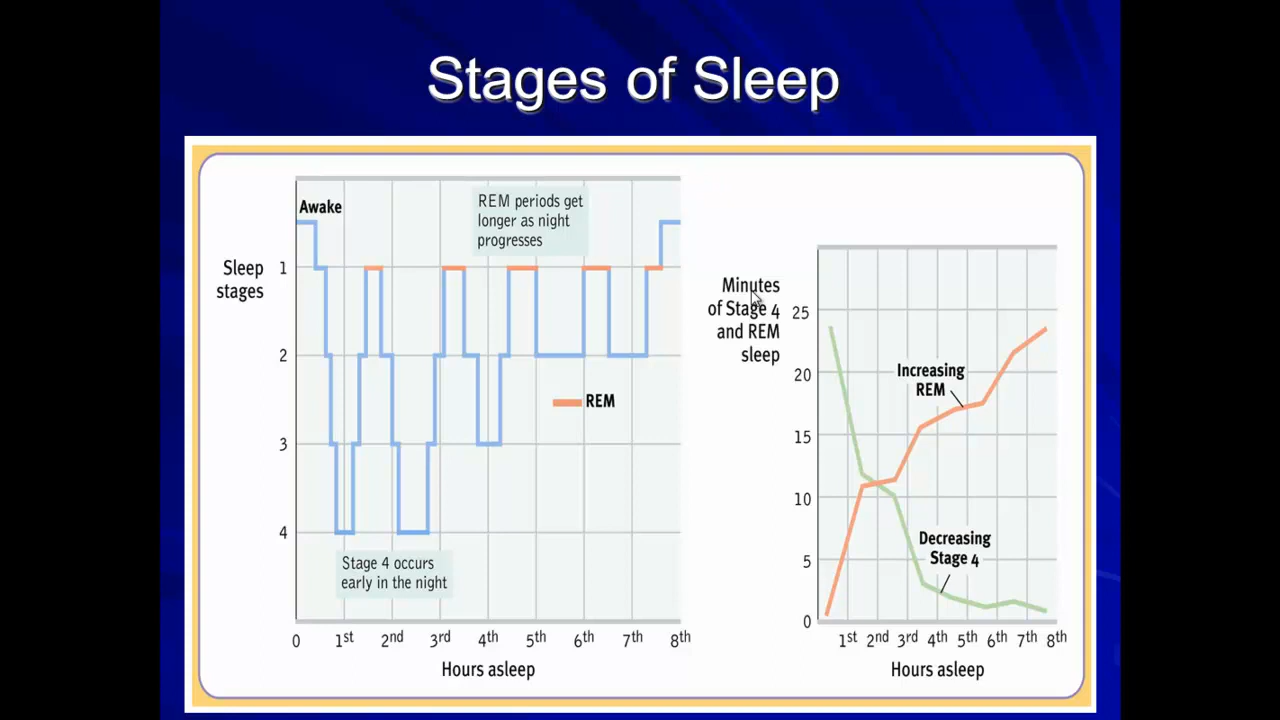 Stages of Sleep
Awake
REM periods get
longer as night
progresses
Sleep
stages
1
2
3
4
REM
Stage 4 occurs
early in the night
0 1st 2nd 3rd 4th 5th 6th 7th 8th
Hours asleep
Minutes
of Stage 4
and REM
sleep
25
20
15
10
5
0
Increasing
REM
Decreasing
Stage 4
1st 2nd 3rd 4th 5th 6th 7th 8th
Hours asleep